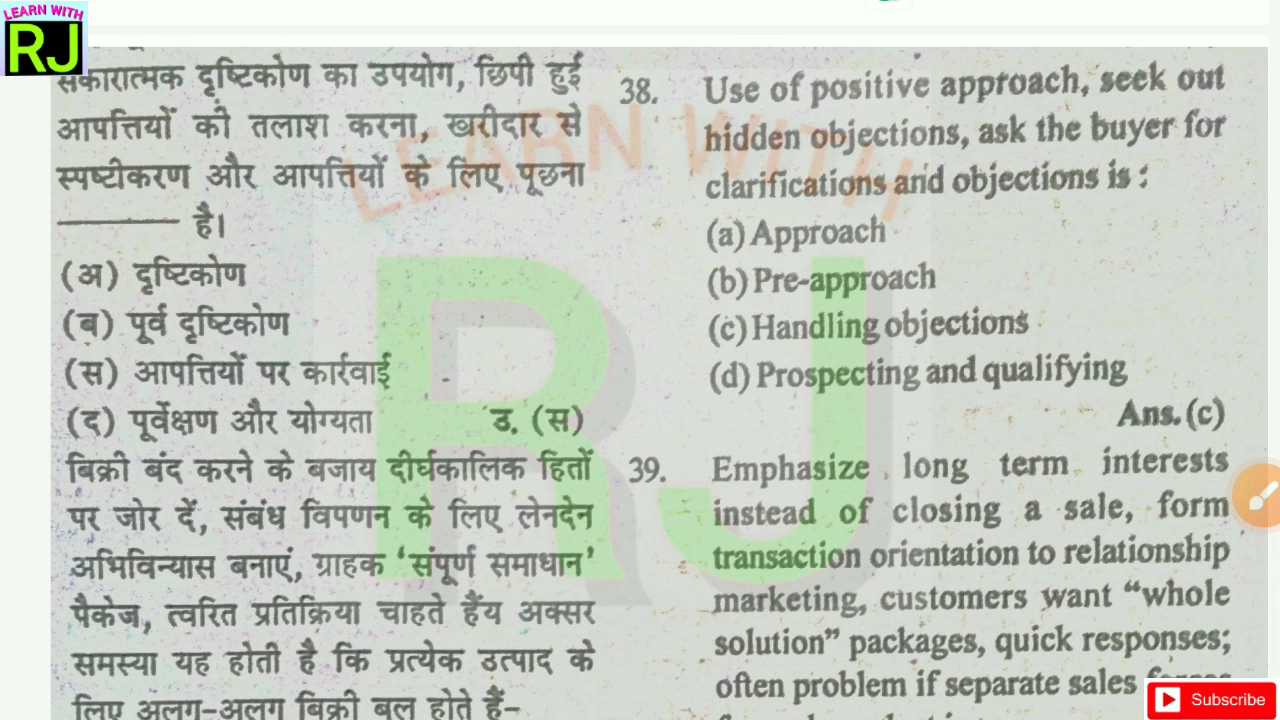 LEARN WITH
RJ
सकारात्मक दृष्टिकोण का उपयोग, छिपी हुई
आपत्तियों को तलाश करना, खरीदार से
स्पष्टीकरण और आपत्तियों के लिए पूछना
———— है।
(अ) दृष्टिकोण
(ब) पूर्व दृष्टिकोण
(स) आपत्तियों पर कार्रवाई
(द) पूर्वेक्षण और योग्यता उ. (स)
बिक्री बंद करने के बजाय दीर्घकालिक हितों
पर जोर दें, संबंध विपणन के लिए लेनदेन
अभिविन्यास बनाएं, ग्राहक ‘संपूर्ण समाधान’
पैकेज, त्वरित प्रतिक्रिया चाहते हैंय अक्सर
समस्या यह होती है कि प्रत्येक उत्पाद के
लिए अलग-अलग बिक्री बल होते हैं-
38. Use of positive approach, seek out
hidden objections, ask the buyer for
clarifications and objections is :
(a) Approach
(b) Pre-approach
(c) Handling objections
(d) Prospecting and qualifying
Ans. (c)
39. Emphasize long term interests
instead of closing a sale, form
transaction orientation to relationship
marketing, customers want “whole
solution” packages, quick responses;
often problem if separate sales forces
LEARN WITH
RJ
Subscribe